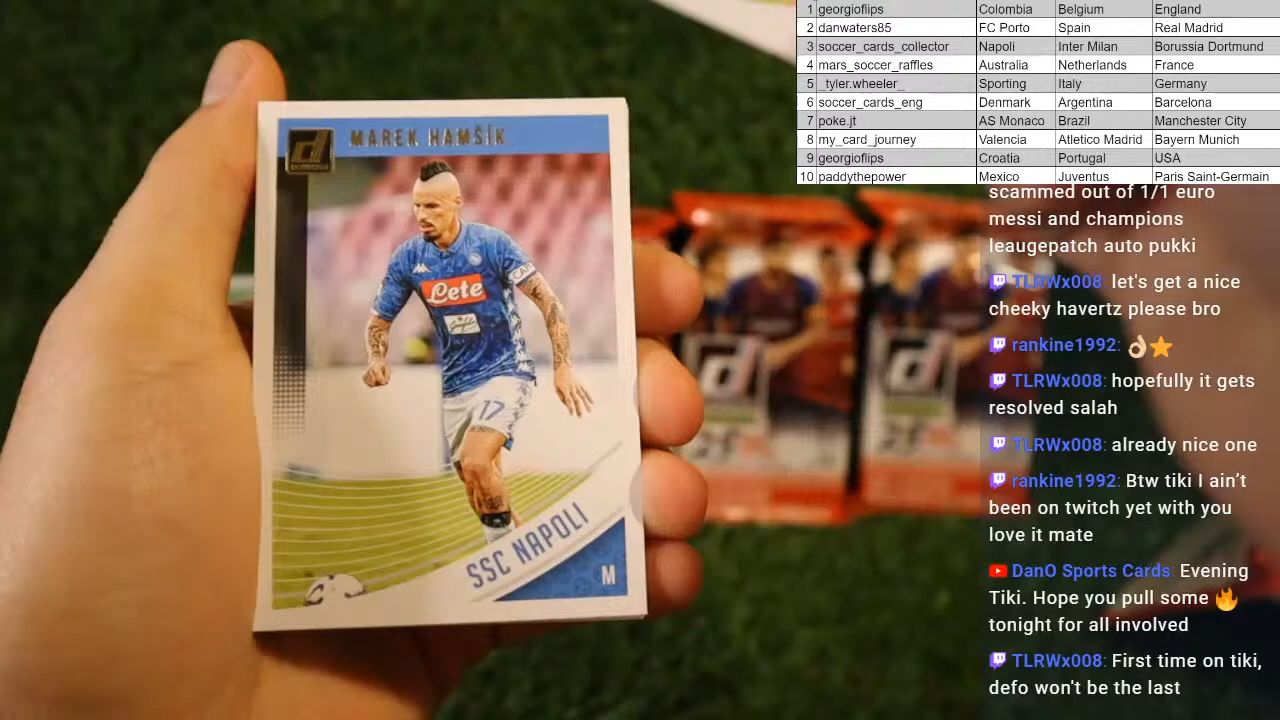 1 georgioflips Colombia Belgium England
2 danwaters85 FC Porto Spain Real Madrid
3 soccer_cards_collector Napoli Inter Milan Borussia Dortmund
4 mars_soccer_raffles Australia Netherlands France
5 _tyler.wheeler_ Sporting Italy Germany
6 soccer_cards_eng Denmark Argentina Barcelona
7 poke.jt AS Monaco Brazil Manchester City
8 my_card_journey Valencia Atletico Madrid Bayern Munich
9 georgioflips Croatia Portugal USA
10 paddythepower Mexico Juventus Paris Saint-Germain
MAREK HAMŠÍK
Lete
17
SSC NAPOLI
M
scammed out of 1/1 euro
messi and champions
leaugepatch auto pukki
TLRWx008 let's get a nice
cheeky havertz please bro
rankine1992: 👌🏻⭐
TLRWx008: hopefully it gets
resolved salah
TLRWx008: already nice one
rankine1992: Btw tiki I ain’t
been on twitch yet with you
love it mate
DanO Sports Cards: Evening
Tiki. Hope you pull some 🔥
tonight for all involved
TLRWx008: First time on tiki,
defo won't be the last